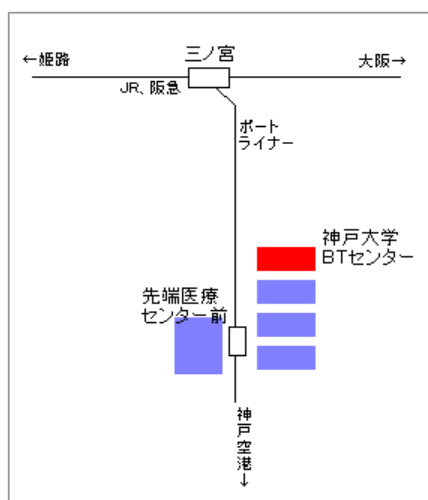 三ノ宮
←姫路
大阪→
JR、阪急
ポート
ライナー
神戸大学
BTセンター
先端医療
センター前
神戸空港↓